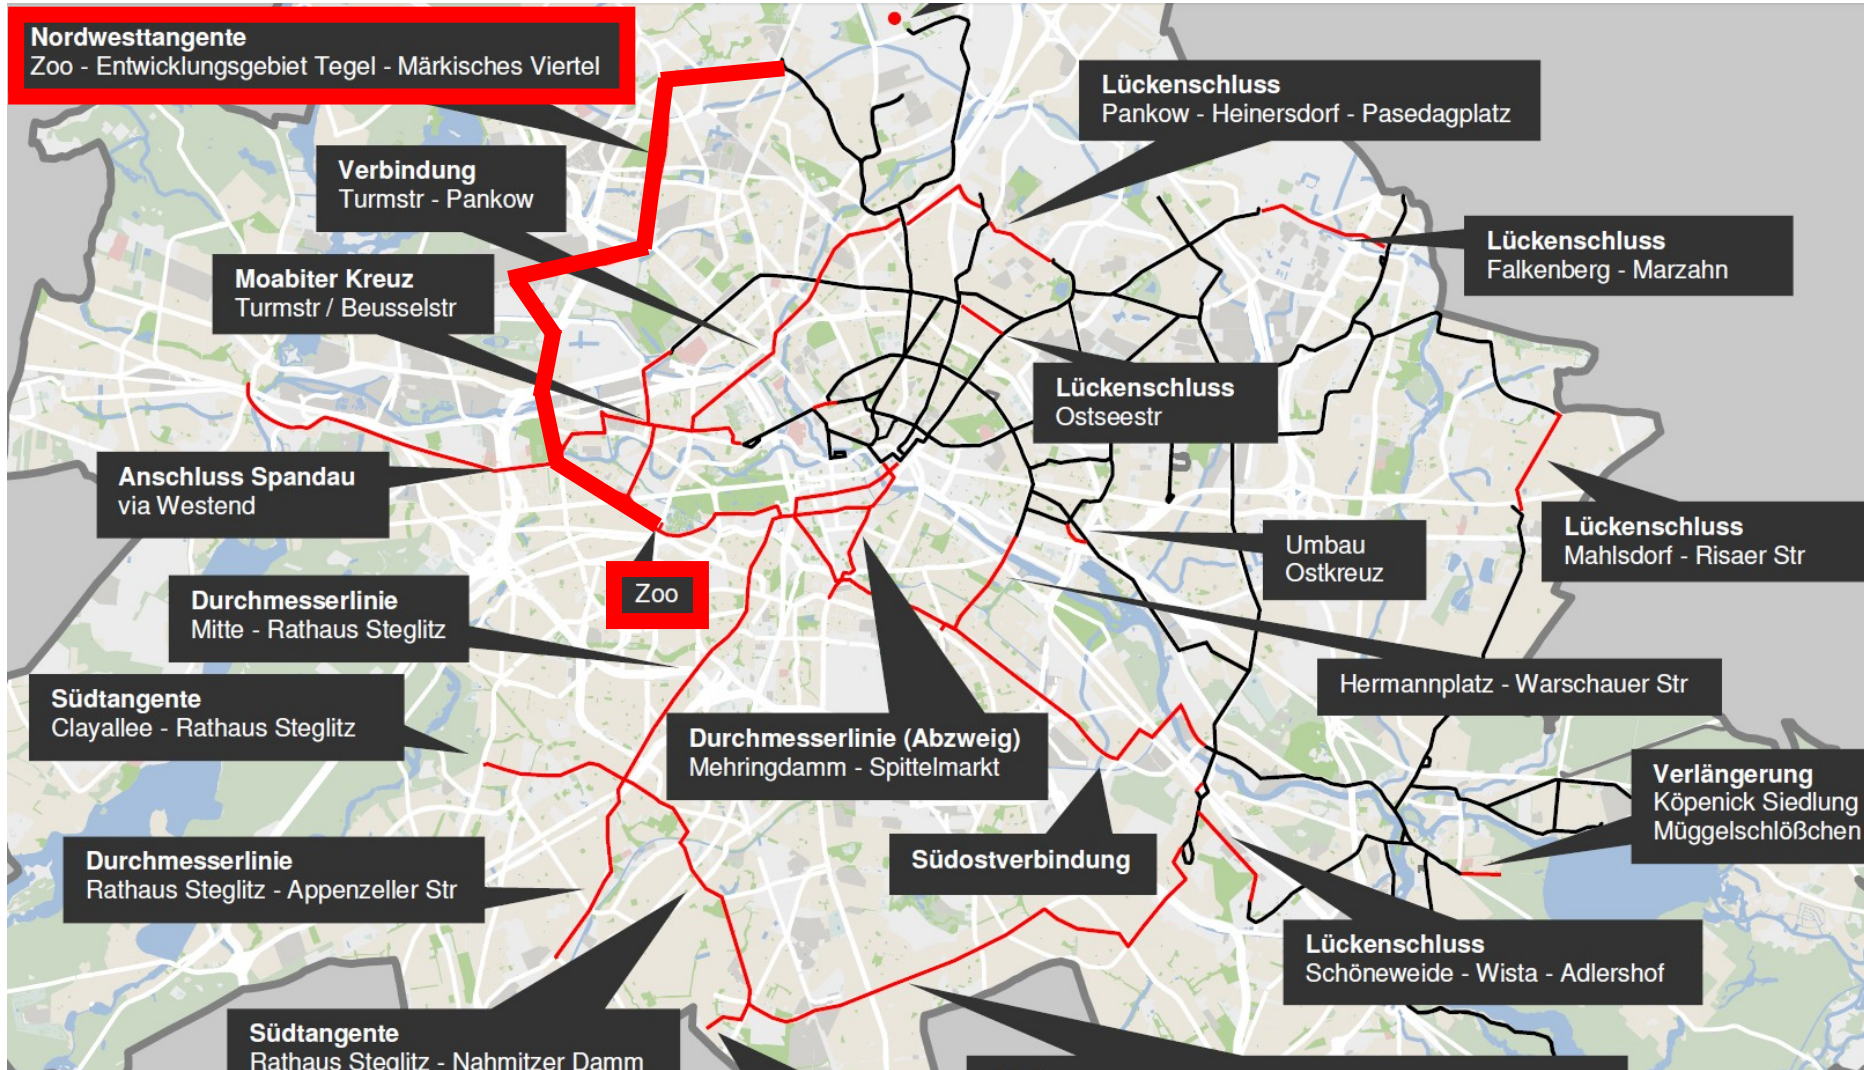 Nordwesttangente
Zoo - Entwicklungsgebiet Tegel - Märkisches Viertel
Lückenschluss
Pankow - Heinersdorf - Pasedagplatz
Verbindung
Turmstr - Pankow
Lückenschluss
Falkenberg - Marzahn
Moabiter Kreuz
Turmstr / Beusselstr
Lückenschluss
Ostseestr
Anschluss Spandau
via Westend
Lückenschluss
Mahlsdorf - Risaer Str
Umbau
Ostkreuz
Zoo
Durchmesserlinie
Mitte - Rathaus Steglitz
Hermannplatz - Warschauer Str
Südtangente
Clayallee - Rathaus Steglitz
Durchmesserlinie (Abzweig)
Mehringdamm - Spittelmarkt
Verlängerung
Köpenick Siedlung
Müggelschlößchen
Südostverbindung
Durchmesserlinie
Rathaus Steglitz - Appenzeller Str
Lückenschluss
Schöneweide - Wista - Adlershof
Südtangente
Rathaus Steglitz - Nahmitzer Damm